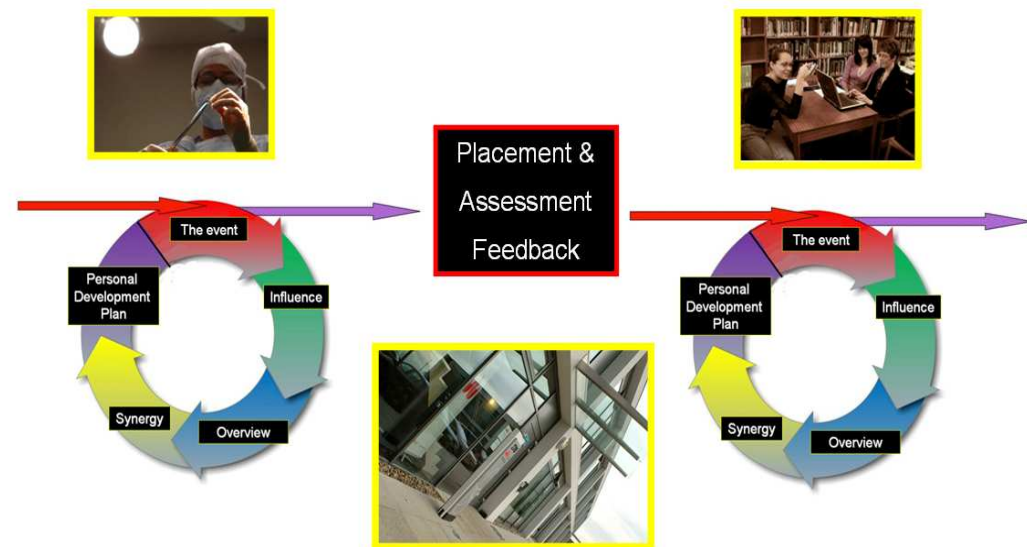 Placement &
Assessment
Feedback
The event
Influence
Overview
Synergy
Personal
Development
Plan
The event
Influence
Overview
Synergy
Personal
Development
Plan